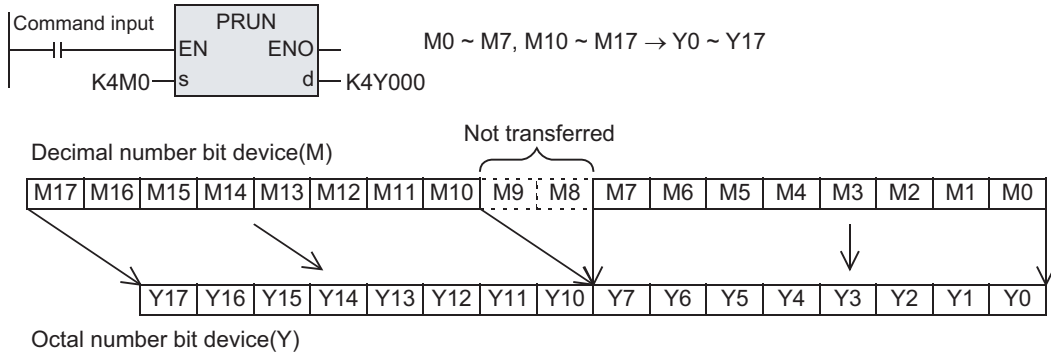 Command input
PRUN
EN ENO
M0 ~ M7, M10 ~ M17 → Y0 ~ Y17
K4M0 s d K4Y000
Not transferred
Decimal number bit device(M)
M17 M16 M15 M14 M13 M12 M11 M10 M9 M8 M7 M6 M5 M4 M3 M2 M1 M0
Y17 Y16 Y15 Y14 Y13 Y12 Y11 Y10 Y7 Y6 Y5 Y4 Y3 Y2 Y1 Y0
Octal number bit device(Y)